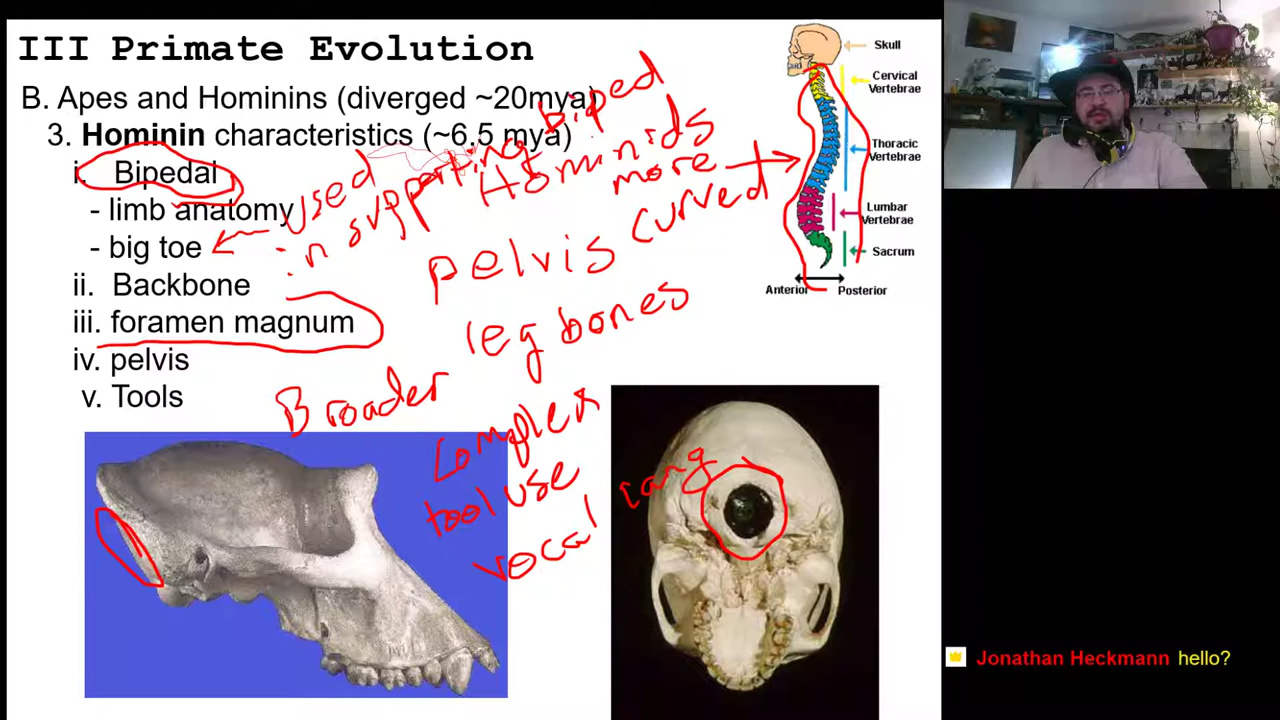 III Primate Evolution
B. Apes and Hominins (diverged ~20mya)
3. Hominin characteristics (~6.5 mya)
i. Bipedal
- limb anatomy
- big toe
ii. Backbone
iii. foramen magnum
iv. pelvis
v. Tools
used
in supporting biped
Hominids
more
curved
pelvis
leg bones
Broader
complex
tool use
vocal lang
Skull
Cervical
Vertebrae
Thoracic
Vertebrae
Lumbar
Vertebrae
Sacrum
Anterior Posterior
Jonathan Heckmann hello?